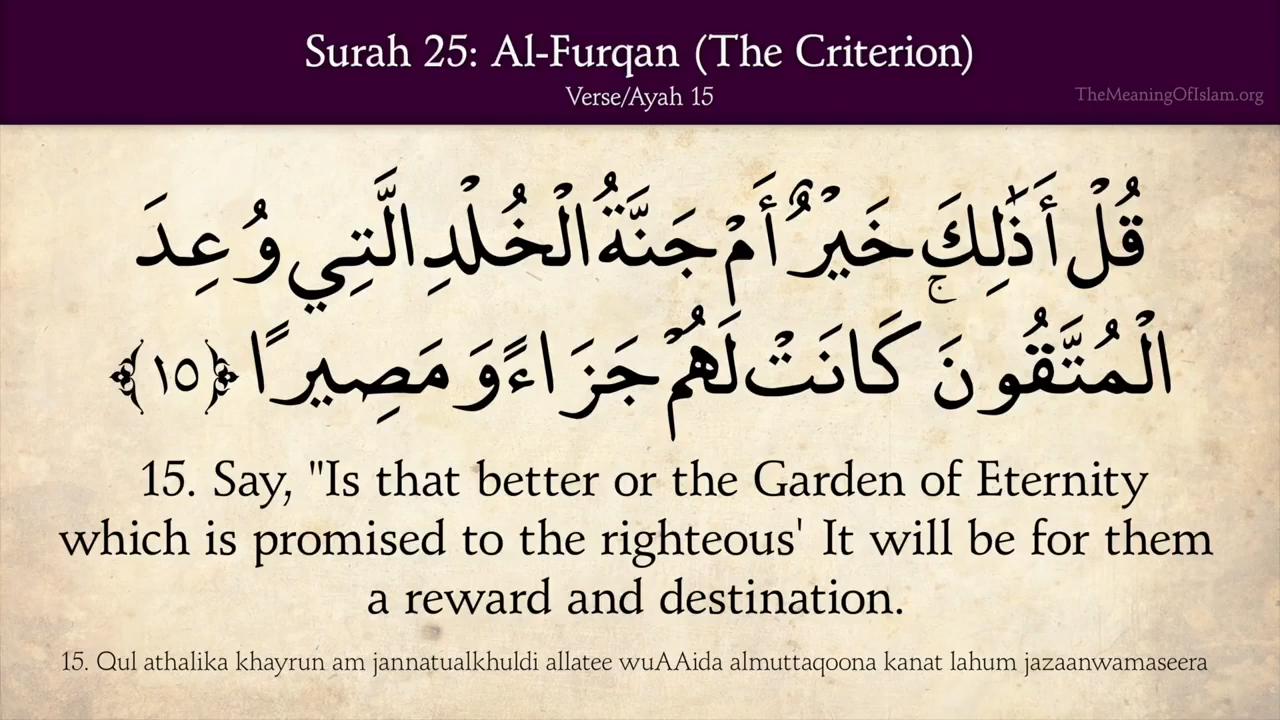 Surah 25: Al-Furqan (The Criterion)
Verse/Ayah 15
TheMeaningOfIslam.org
قُلْ أَذَٰلِكَ خَيْرٌ أَمْ جَنَّةُ الْخُلْدِ الَّتِي وُعِدَ
الْمُتَّقُونَ ۚ كَانَتْ لَهُمْ جَزَاءً وَمَصِيرًا ﴿١٥﴾
15. Say, "Is that better or the Garden of Eternity
which is promised to the righteous' It will be for them
a reward and destination.
15. Qul athalika khayrun am jannatualkhuldi allatee wuAAida almuttaqoona kanat lahum jazaanwamaseera